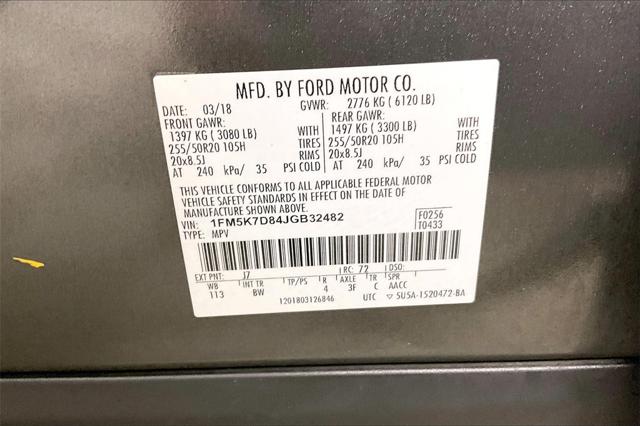 MFD. BY FORD MOTOR CO.
DATE: 03/18 GVWR: 2776 KG ( 6120 LB)
FRONT GAWR: REAR GAWR:
1397 KG ( 3080 LB) WITH 1497 KG ( 3300 LB) WITH
255/50R20 105H TIRES 255/50R20 105H TIRES
20x8.5J RIMS 20x8.5J RIMS
AT 240 kPa/ 35 PSI COLD AT 240 kPa/ 35 PSI COLD
THIS VEHICLE CONFORMS TO ALL APPLICABLE FEDERAL MOTOR
VEHICLE SAFETY STANDARDS IN EFFECT ON THE DATE OF
MANUFACTURE SHOWN ABOVE.
VIN: 1FM5K7D84JGB32482 F0256
TYPE: MPV T0433
EXT PNT: J7 RC: 72 DSO:
WB INT TR TP/PS R AXLE TR SPR
113 BW 4 3F C AACC
1201803126846 UTC ▽ 5U5A-1520472-BA